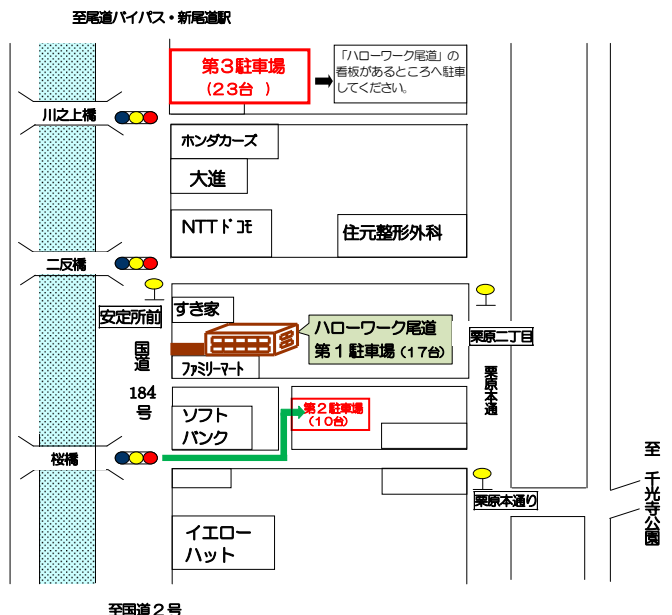 至尾道バイパス・新尾道駅
第3駐車場
(23台 )
「ハローワーク尾道」の
看板があるところへ駐車
してください。
川之上橋
ホンダカーズ
大進
NTTドコモ
住元整形外科
二反橋
安定所前
すき家
ハローワーク尾道
第1駐車場(17台)
栗原二丁目
ファミリーマート
国道
184
号
栗原本通
第2駐車場
(10台)
ソフト
バンク
桜橋
栗原本通り
至 千光寺公園
イエロー
ハット
至国道2号